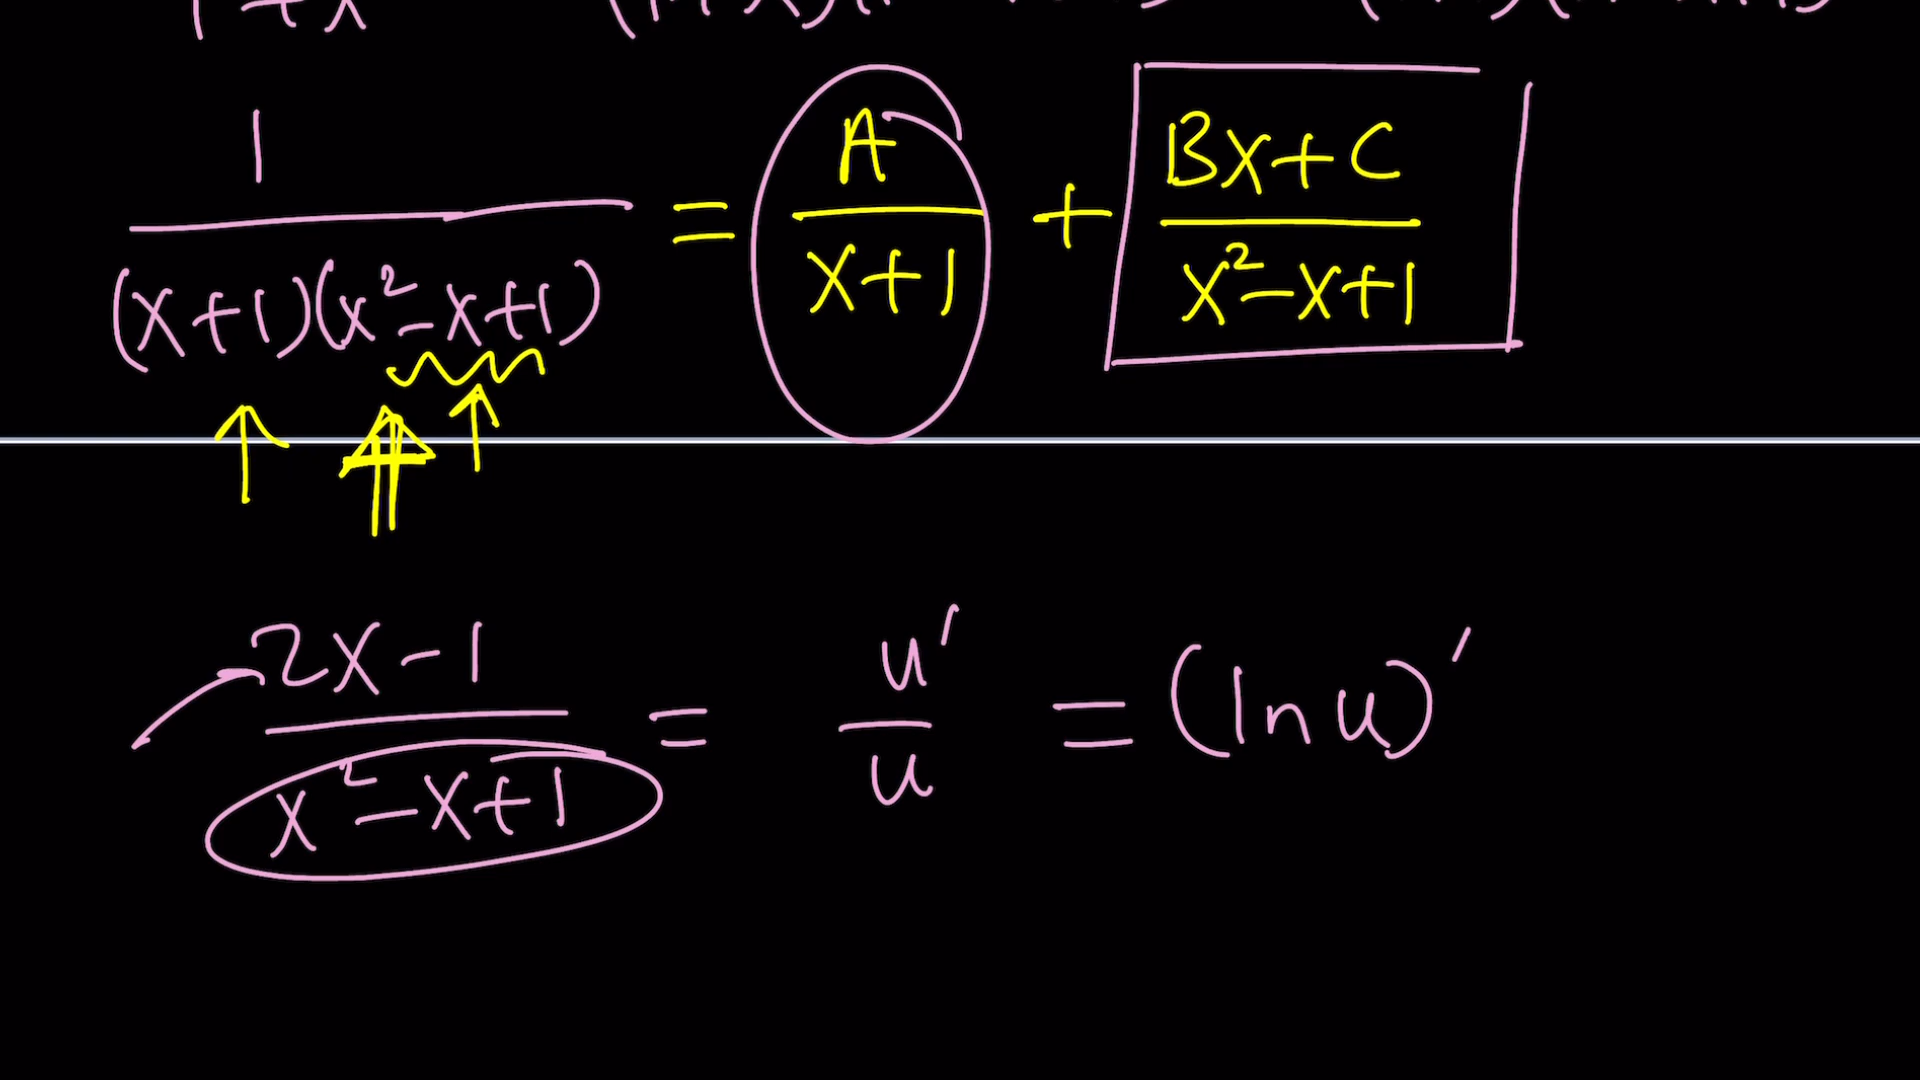 1/((x+1)(x²-x+1)) = A/(x+1) + (Bx+C)/(x²-x+1)
(2x-1)/(x²-x+1) = u'/u = (ln u)'